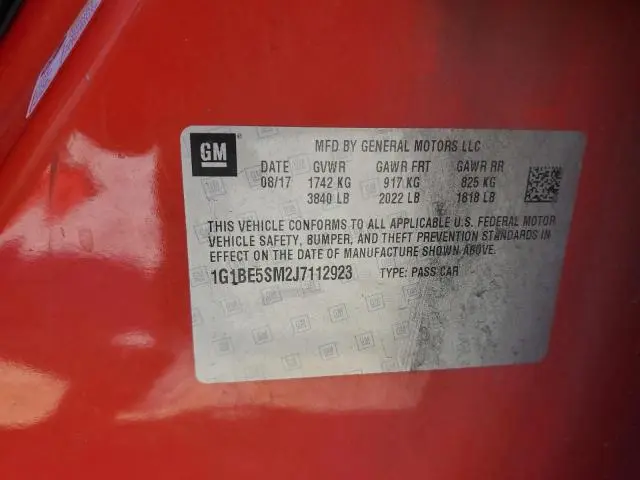 GM
MFD BY GENERAL MOTORS LLC
DATE GVWR GAWR FRT GAWR RR
08/17 1742 KG 917 KG 825 KG
3840 LB 2022 LB 1818 LB
THIS VEHICLE CONFORMS TO ALL APPLICABLE U.S. FEDERAL MOTOR
VEHICLE SAFETY, BUMPER, AND THEFT PREVENTION STANDARDS IN
EFFECT ON THE DATE OF MANUFACTURE SHOWN ABOVE.
1G1BE5SM2J7112923 TYPE: PASS CAR